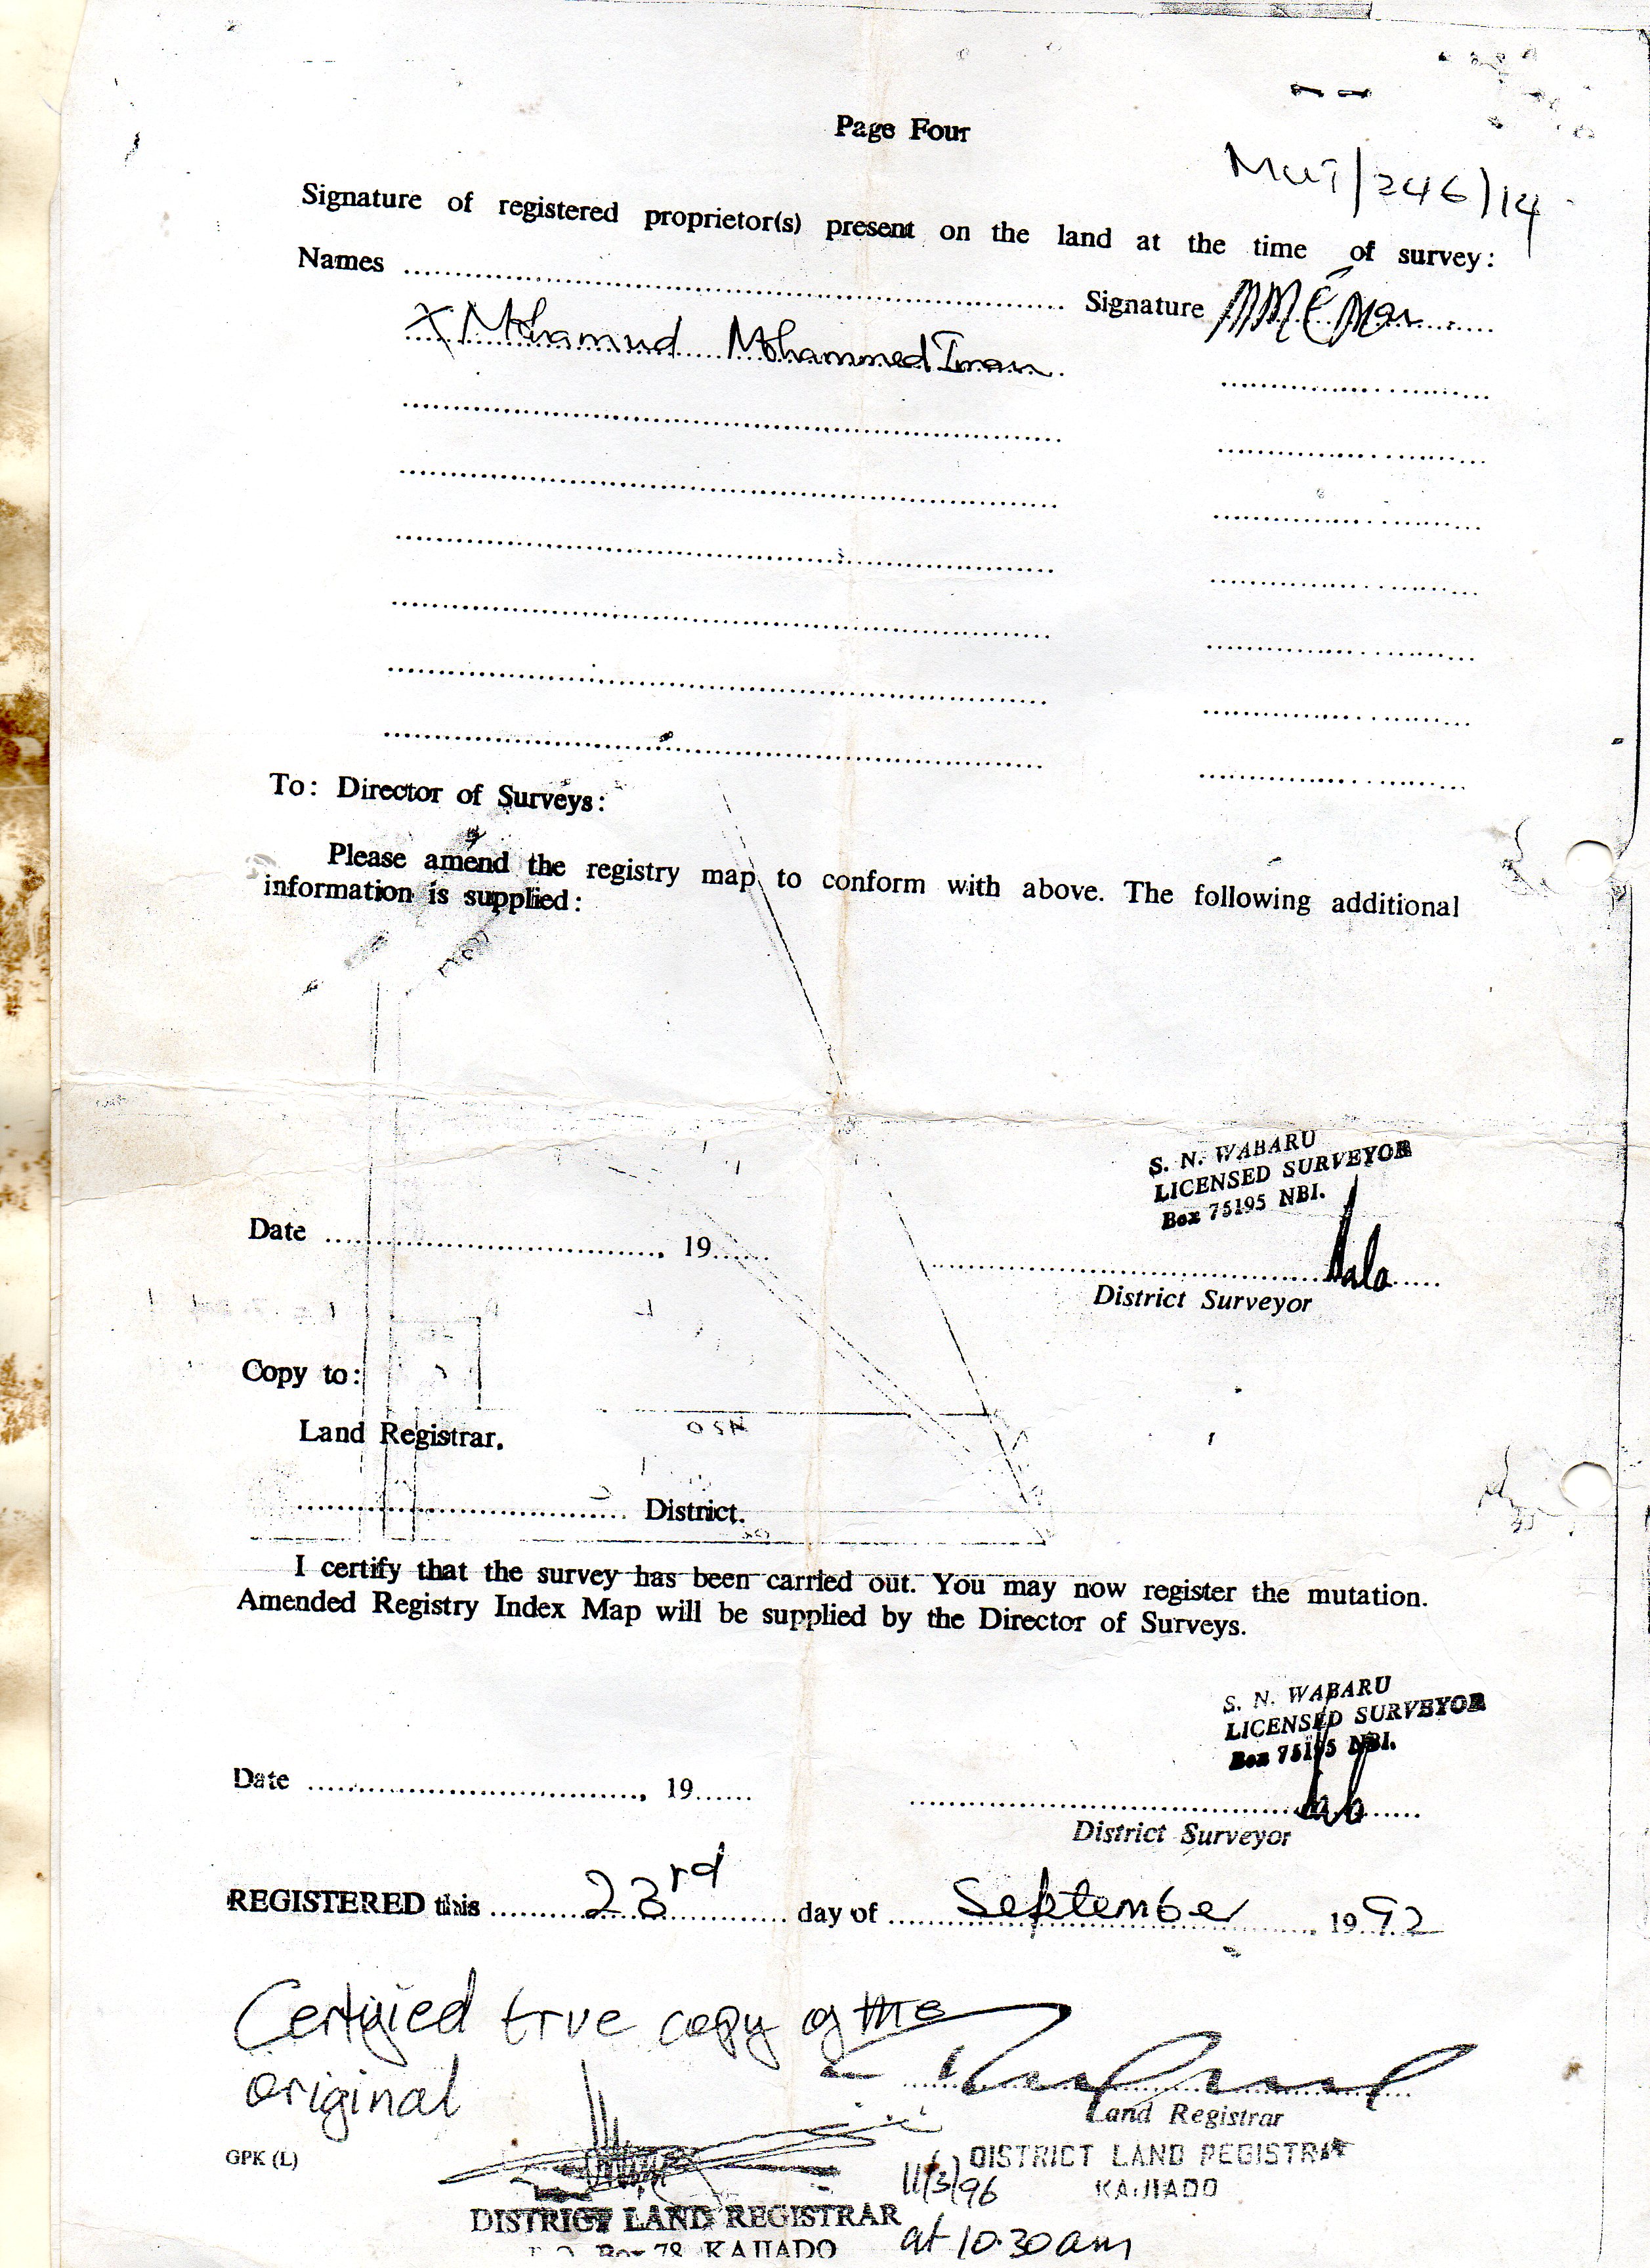 Page Four
MUT/246/14
Signature of registered proprietor(s) present on the land at the time of survey:
Names ........ Signature
X Mohamud Mohammed Iman
To: Director of Surveys:
Please amend the registry map to conform with above. The following additional
information is supplied:
S. N. WABARU
LICENSED SURVEYOR
Box 75195 NBI.
Date ........, 19......
District Surveyor
Copy to:
Land Registrar.
........ District.
I certify that the survey has been carried out. You may now register the mutation.
Amended Registry Index Map will be supplied by the Director of Surveys.
S. N. WABARU
LICENSED SURVEYOR
Box 75195 NBI.
Date ........, 19......
District Surveyor
REGISTERED this 23rd day of September, 1992
Certified true copy of the
original
Land Registrar
GPK (L)
DISTRICT LAND REGISTRAR
KAJIADO
11/3/96
at 10.30am
DISTRICT LAND REGISTRAR
P.O. Box 78, KAJIADO